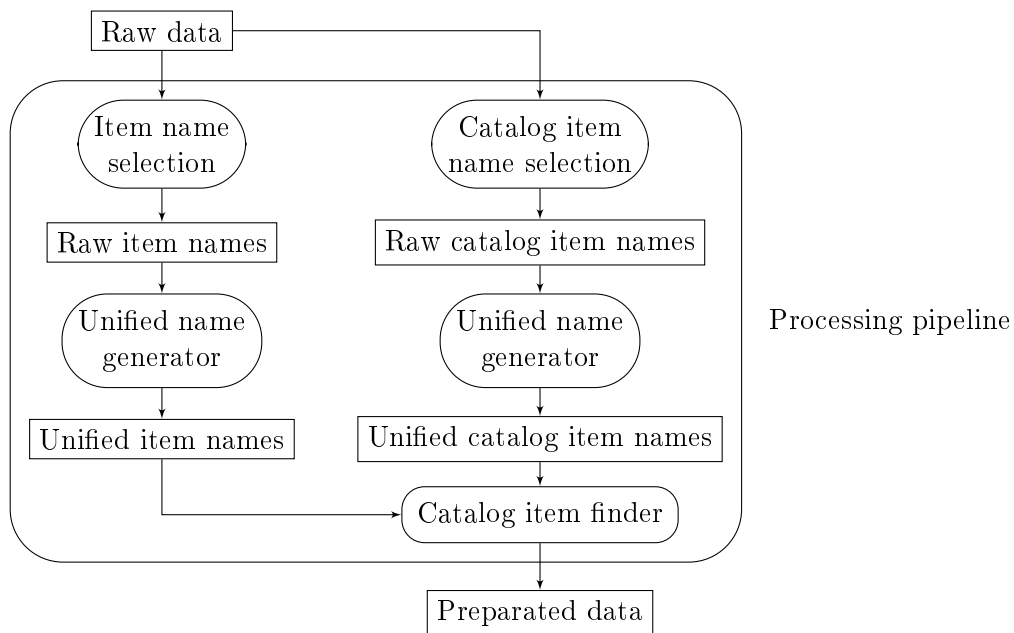 Raw data
Item name
selection
Catalog item
name selection
Raw item names
Raw catalog item names
Unified name
generator
Unified name
generator
Processing pipeline
Unified item names
Unified catalog item names
Catalog item finder
Preparated data